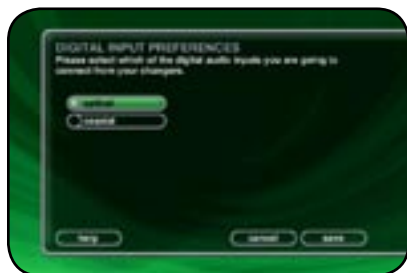 DIGITAL INPUT PREFERENCES
Please select which of the digital audio inputs you are going to
connect from your changers.
optical
coaxial
help
cancel save